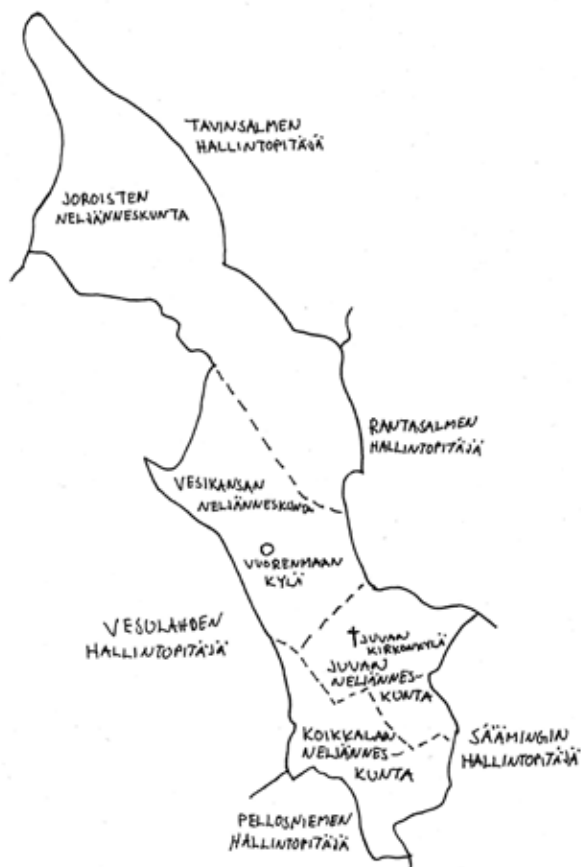 TAVINSALMEN
HALLINTOPITÄJÄ
JOROISTEN
NELJÄNNESKUNTA
RANTASALMEN
HALLINTOPITÄJÄ
VESIKANSAN
NELJÄNNESKUNTA
VUORENMAAN
KYLÄ
VESULAHDEN
HALLINTOPITÄJÄ
JUVAN
KIRKONKYLÄ
JUVAN
NELJÄNNES-
KUNTA
KOIKKALAN
NELJÄNNES-
KUNTA
SÄÄMINGIN
HALLINTOPITÄJÄ
PELLOSNIEMEN
HALLINTOPITÄJÄ